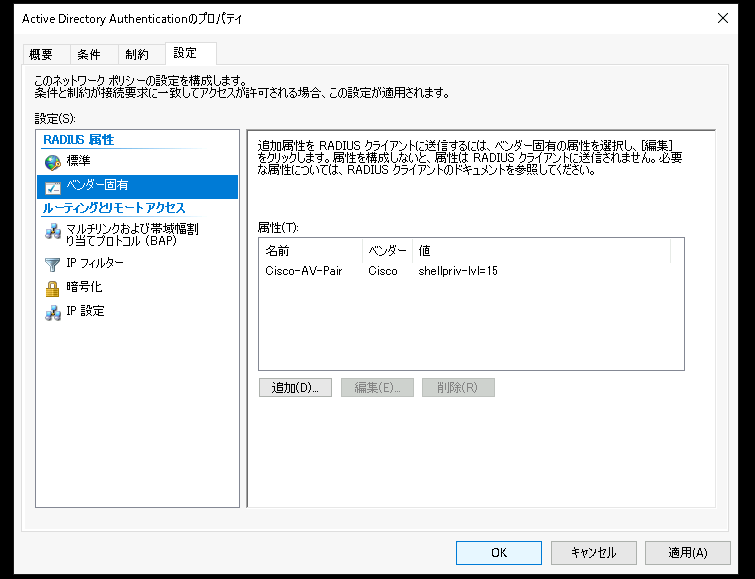 Active Directory Authenticationのプロパティ
概要 条件 制約 設定
このネットワーク ポリシーの設定を構成します。
条件と制約が接続要求に一致してアクセスが許可される場合、この設定が適用されます。
設定(S):
RADIUS 属性
標準
ベンダー固有
ルーティングとリモート アクセス
マルチリンクおよび帯域幅割
り当てプロトコル (BAP)
IP フィルター
暗号化
IP 設定
追加属性を RADIUS クライアントに送信するには、ベンダー固有の属性を選択し、[編集]
をクリックします。属性を構成しないと、属性は RADIUS クライアントに送信されません。必要
な属性については、RADIUS クライアントのドキュメントを参照してください。
属性(T):
名前 ベンダー 値
Cisco-AV-Pair Cisco shellpriv-lvl=15
追加(D)... 編集(E)... 削除(R)
OK キャンセル 適用(A)